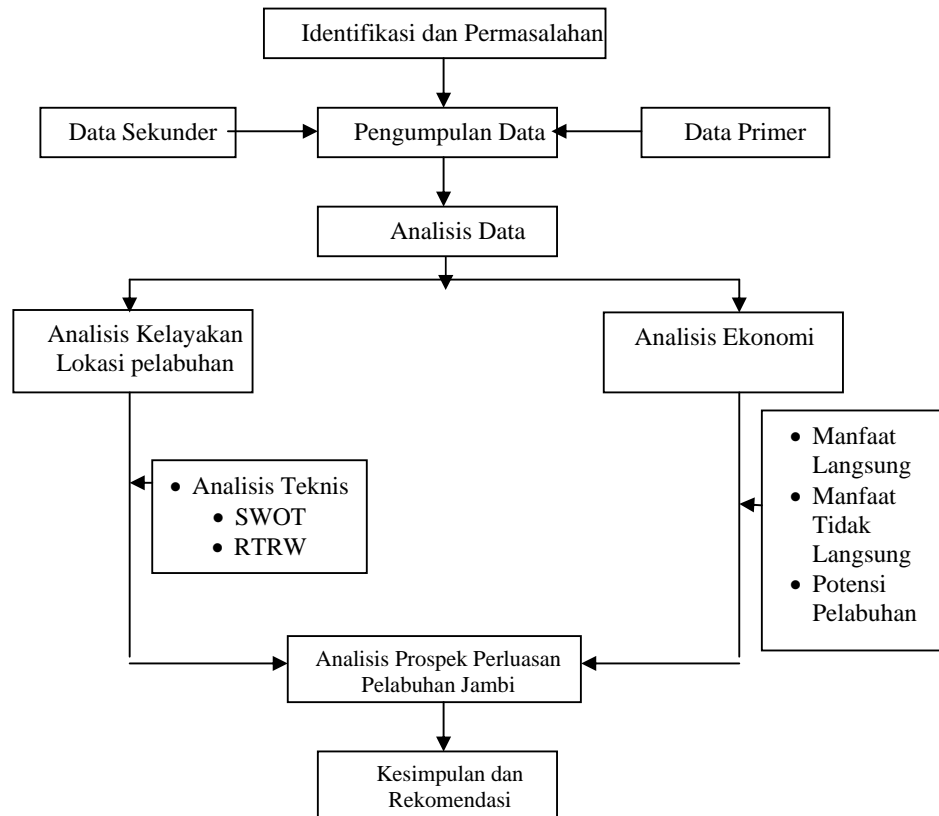 Identifikasi dan Permasalahan
Data Sekunder
Pengumpulan Data
Data Primer
Analisis Data
Analisis Kelayakan
Lokasi pelabuhan
Analisis Ekonomi
• Manfaat
Langsung
• Manfaat
Tidak
Langsung
• Potensi
Pelabuhan
• Analisis Teknis
• SWOT
• RTRW
Analisis Prospek Perluasan
Pelabuhan Jambi
Kesimpulan dan
Rekomendasi